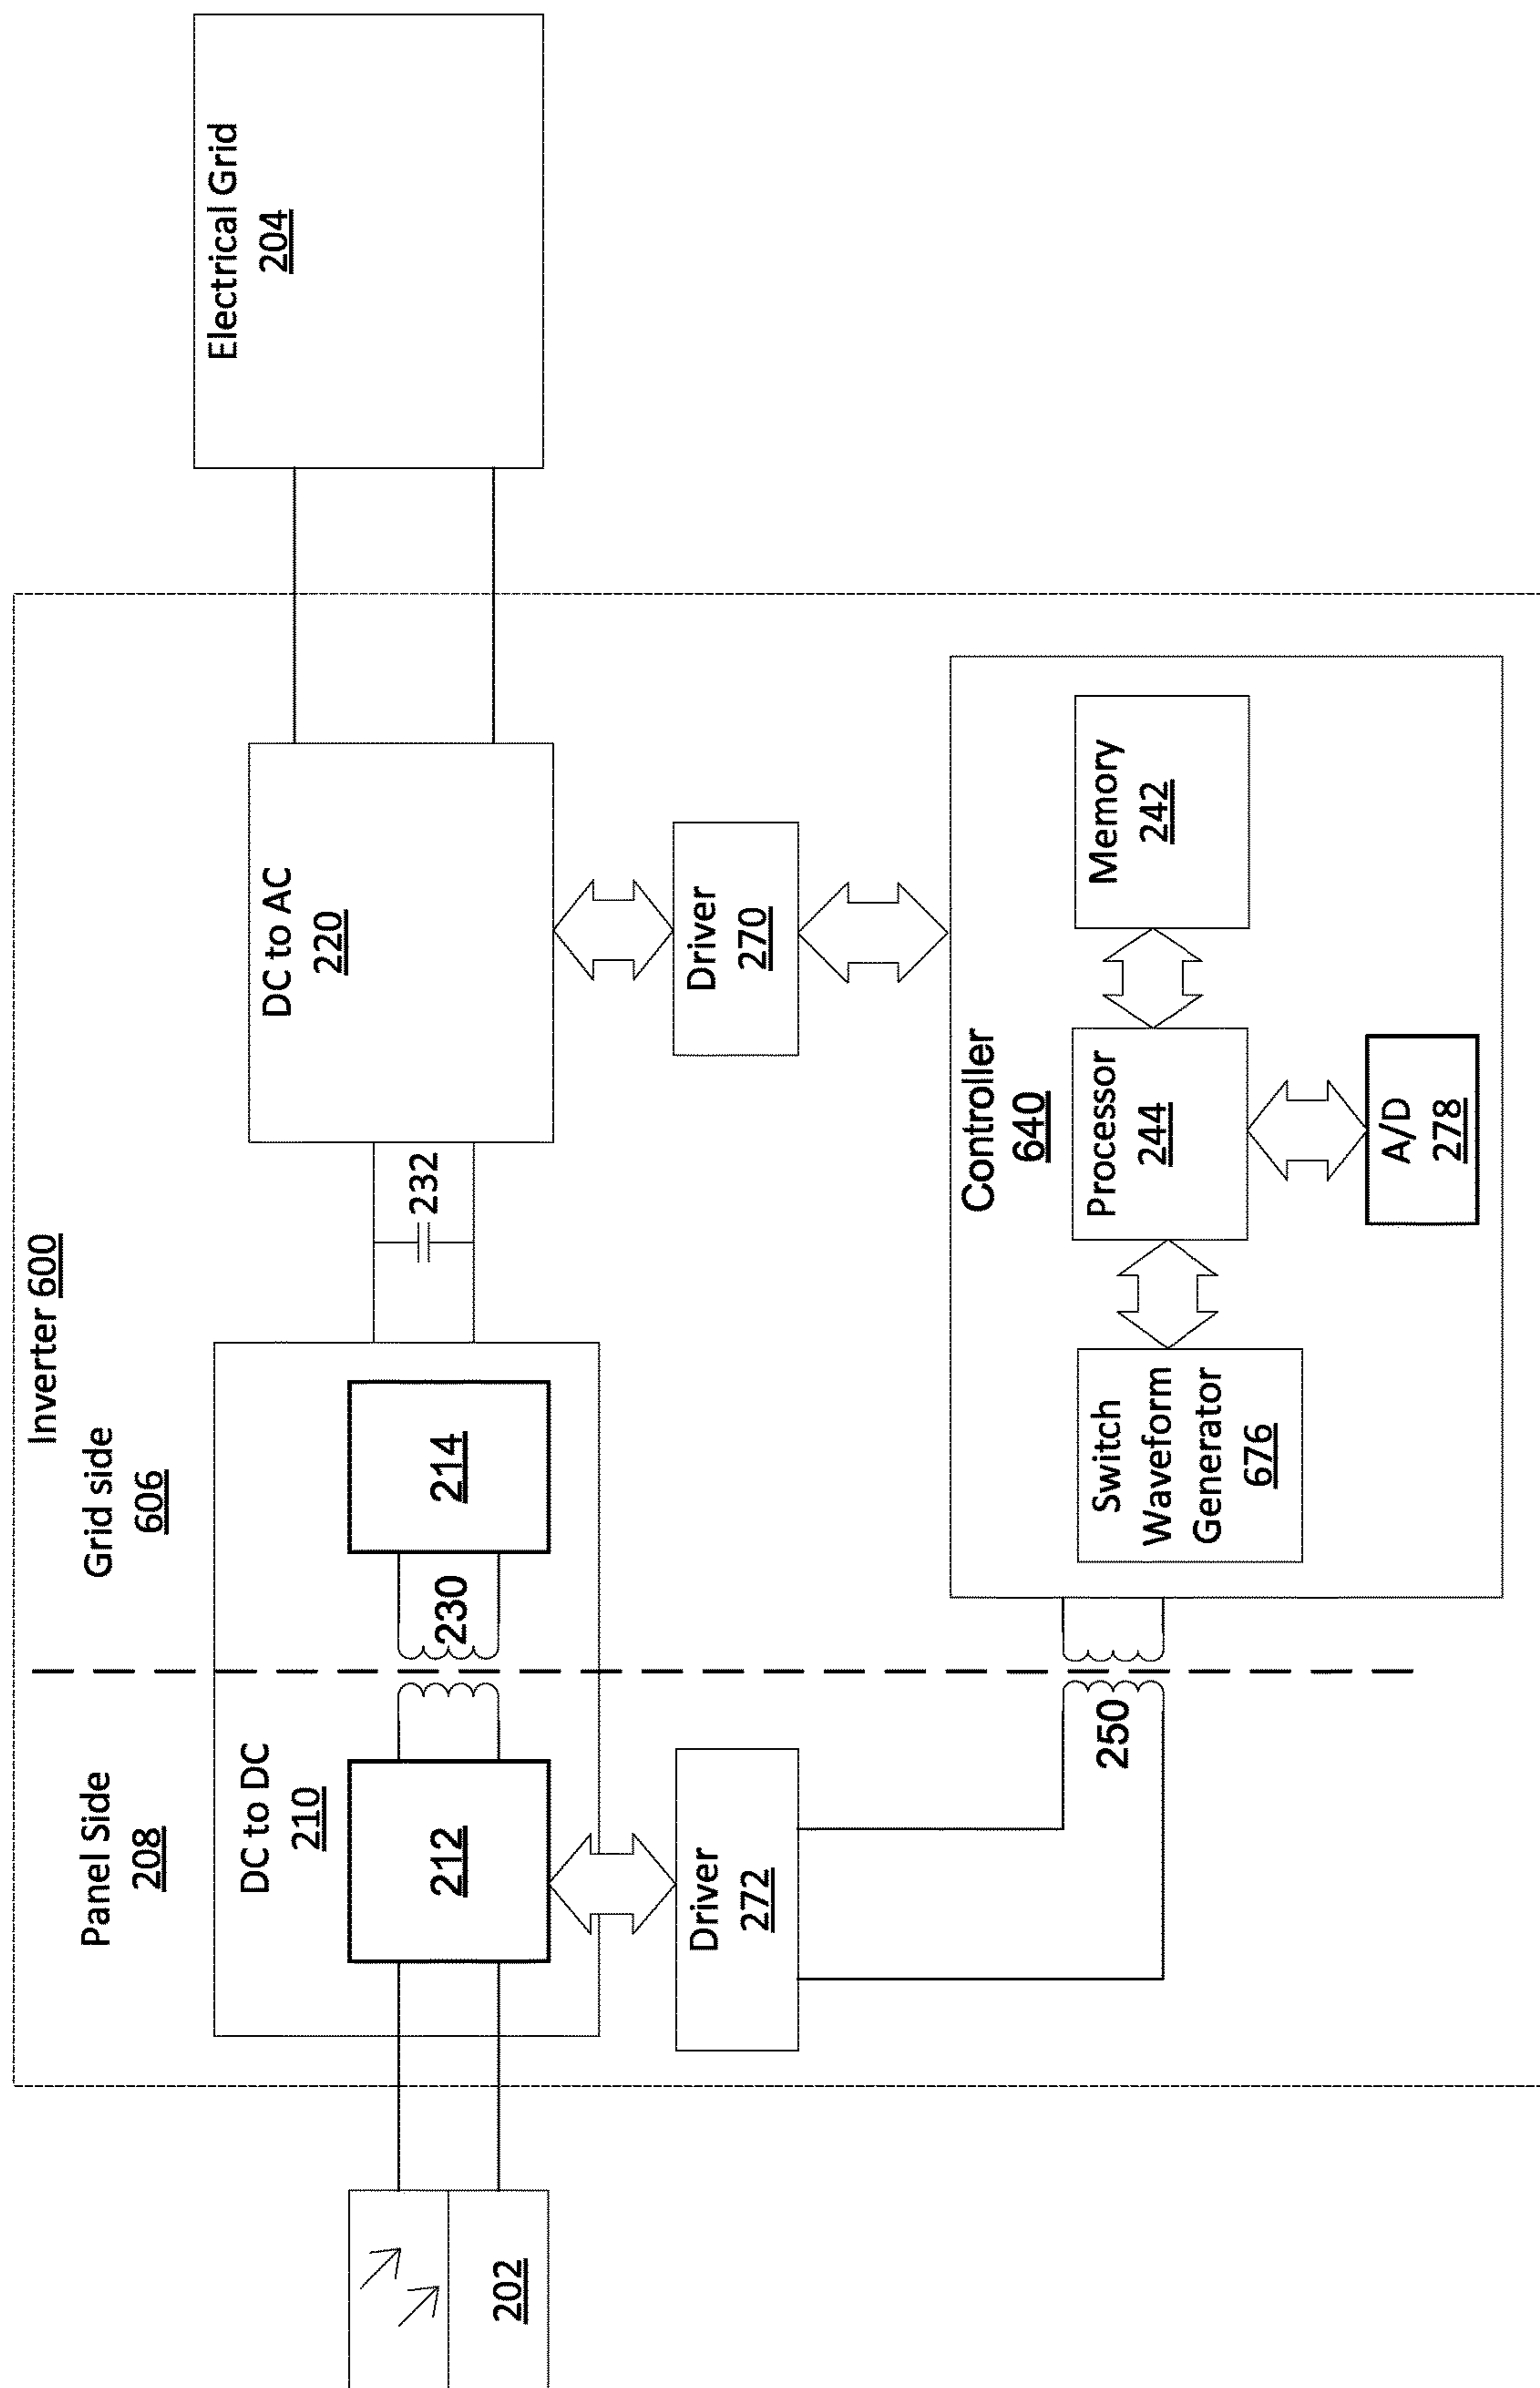 Inverter 600
Panel Side
208
Grid side
606
Electrical Grid
204
DC to DC
210
212
230
214
232
DC to AC
220
202
Driver
272
Driver
270
250
Controller
640
Switch
Waveform
Generator
676
Processor
244
Memory
242
A/D
278